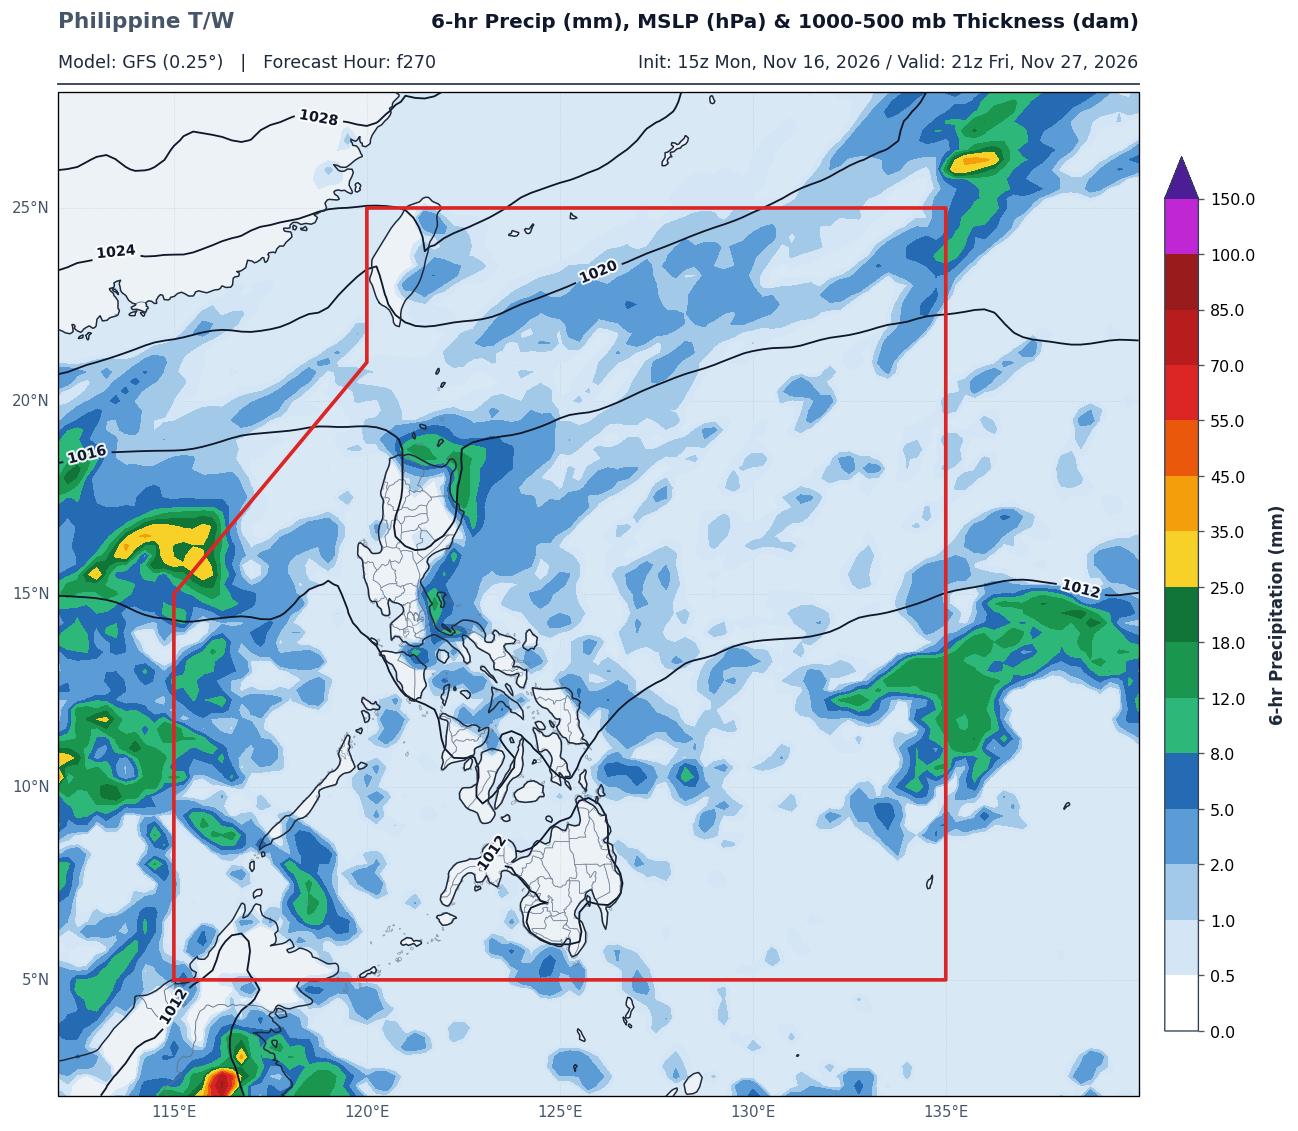 Philippine T/W
6-hr Precip (mm), MSLP (hPa) & 1000-500 mb Thickness (dam)
Model: GFS (0.25°) | Forecast Hour: f270
Init: 15z Mon, Nov 16, 2026 / Valid: 21z Fri, Nov 27, 2026
1028
1024
1020
1016
1012
1012
1012
25°N
20°N
15°N
10°N
5°N
115°E
120°E
125°E
130°E
135°E
150.0
100.0
85.0
70.0
55.0
45.0
35.0
25.0
18.0
12.0
8.0
5.0
2.0
1.0
0.5
0.0
6-hr Precipitation (mm)